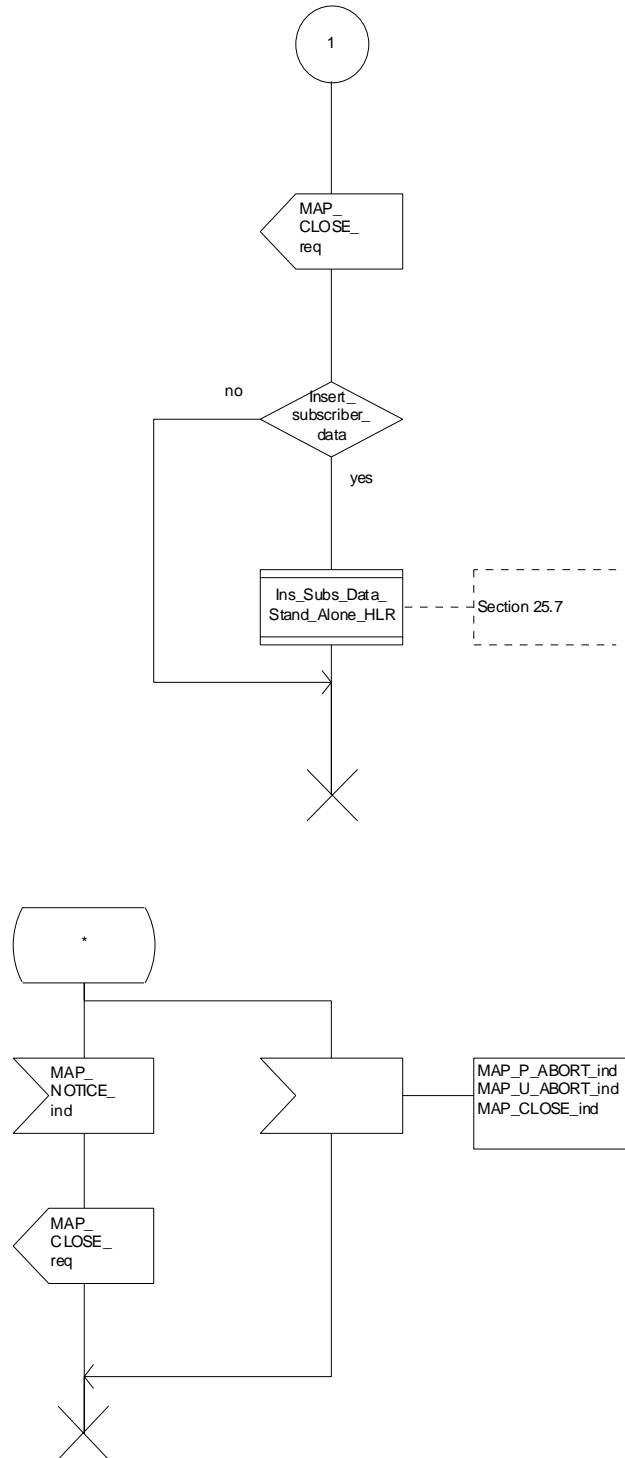 1
MAP_
CLOSE_
req
no
Insert_
subscriber_
data
yes
Ins_Subs_Data_
Stand_Alone_HLR
Section 25.7
*
MAP_
NOTICE_
ind
MAP_P_ABORT_ind
MAP_U_ABORT_ind
MAP_CLOSE_ind
MAP_
CLOSE_
req